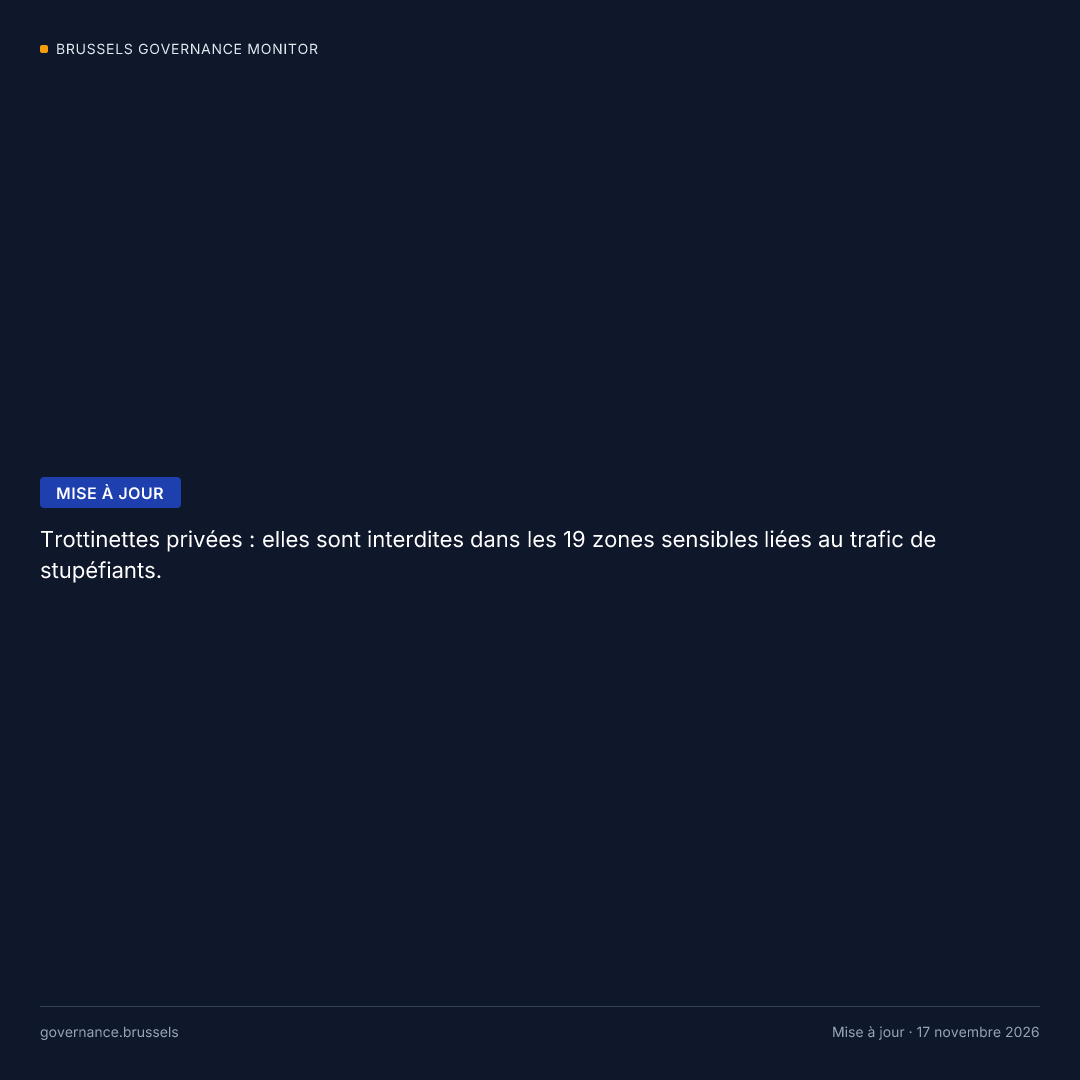 BRUSSELS GOVERNANCE MONITOR
MISE À JOUR
Trottinettes privées : elles sont interdites dans les 19 zones sensibles liées au trafic de
stupéfiants.
governance.brussels
Mise à jour · 17 novembre 2026